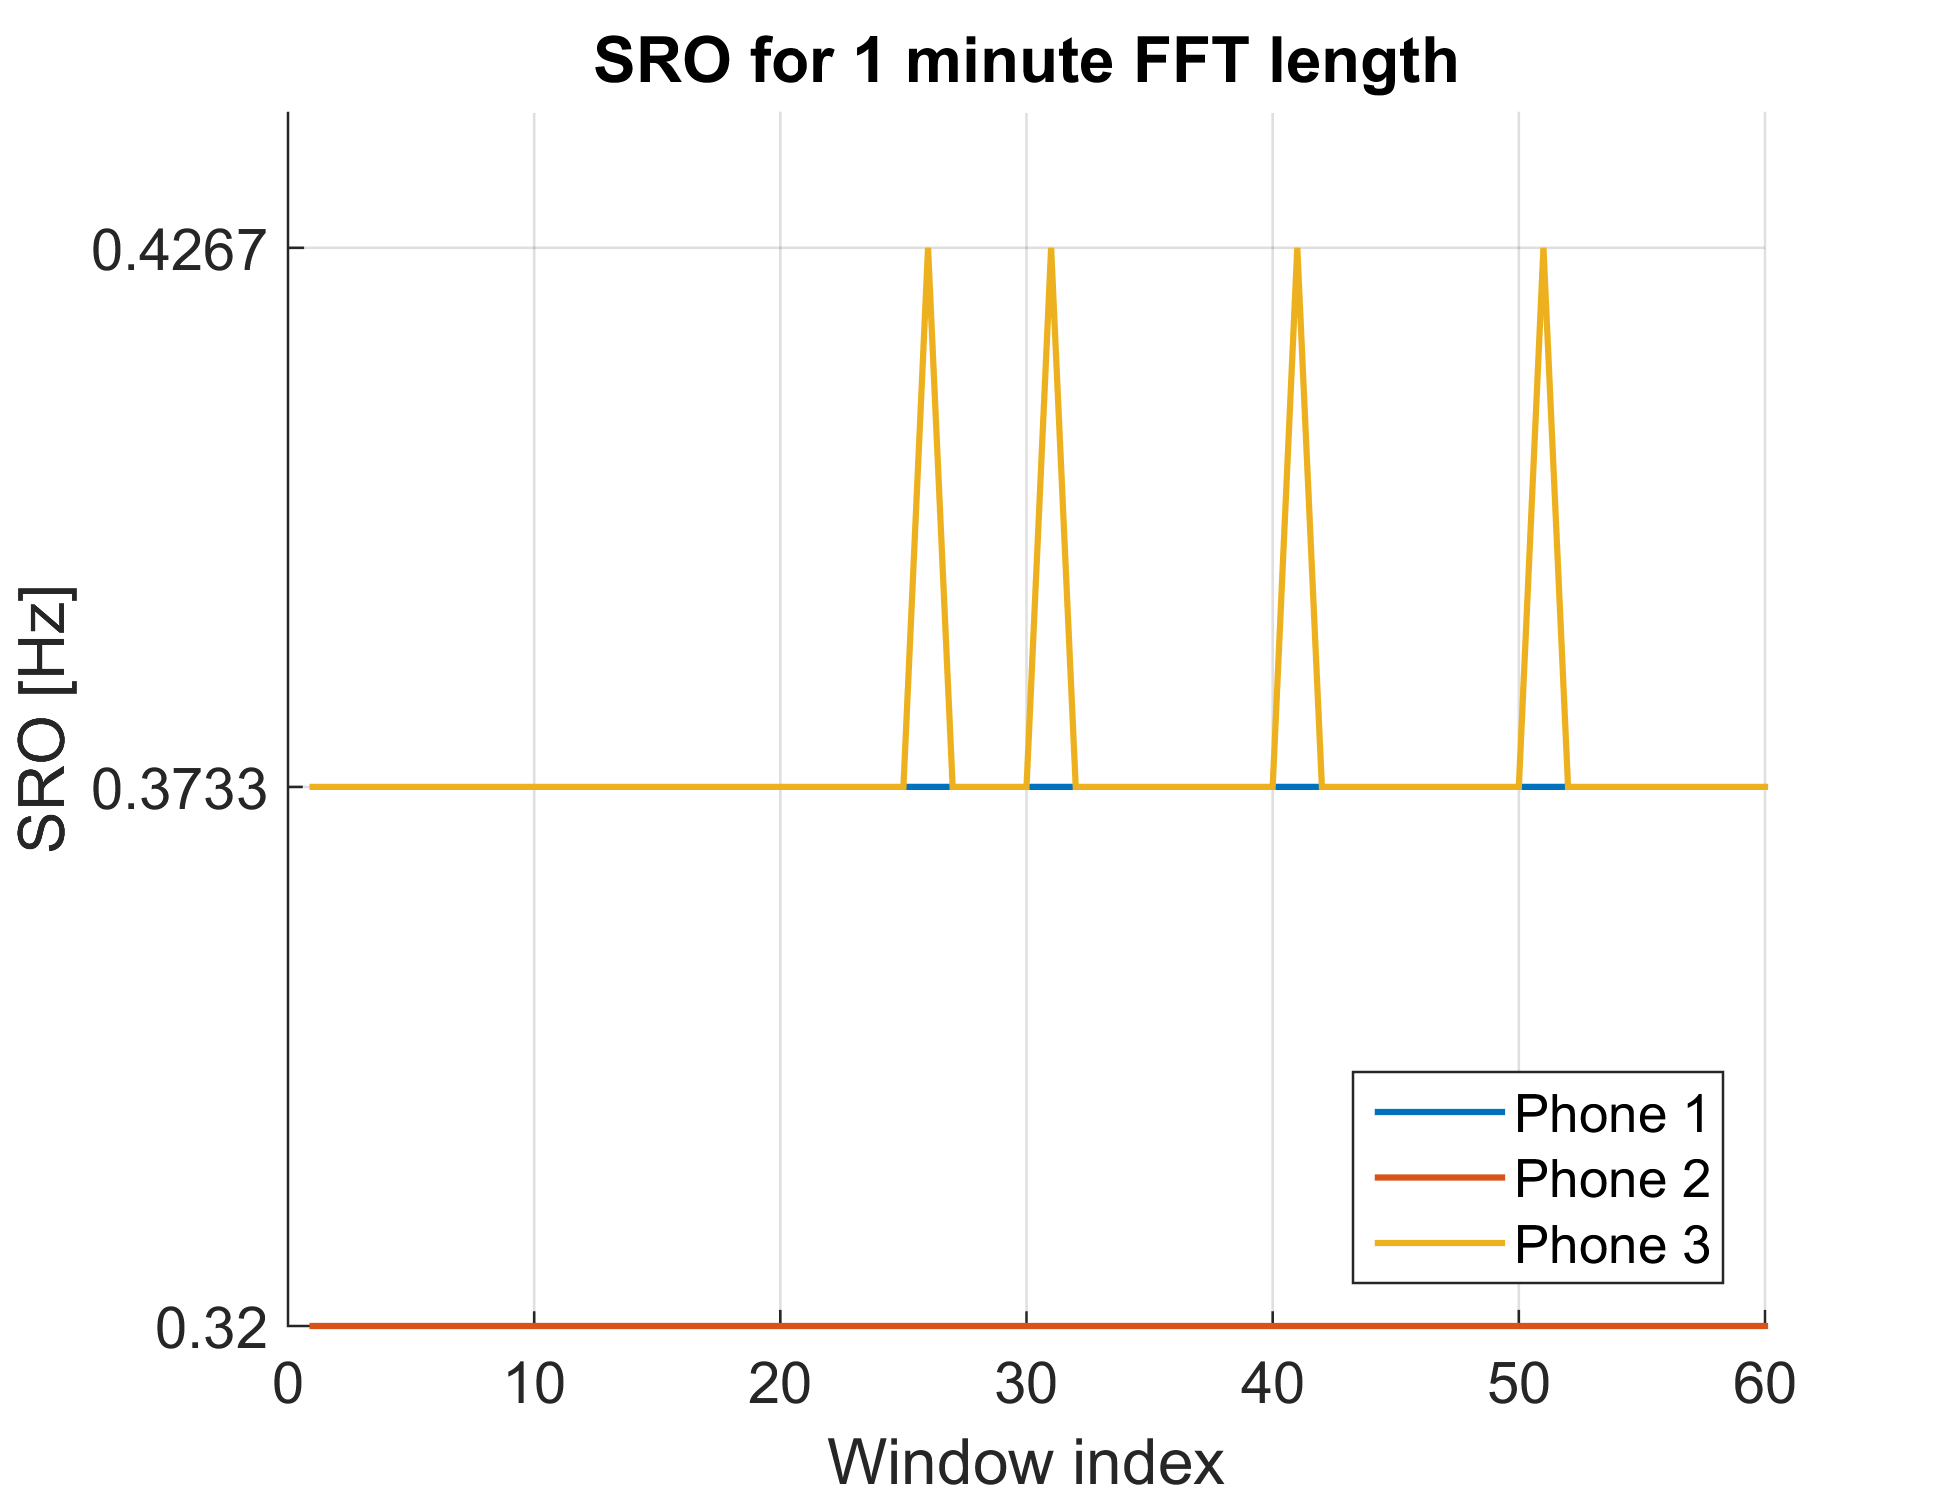 SRO for 1 minute FFT length
0.4267
0.3733
0.32
SRO [Hz]
0 10 20 30 40 50 60
Window index
Phone 1
Phone 2
Phone 3